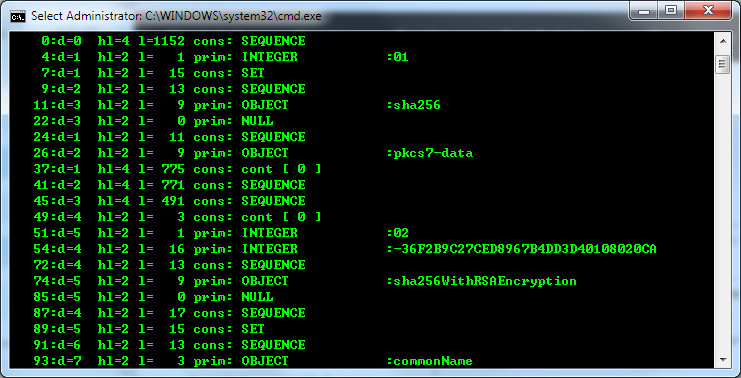 Select Administrator: C:\WINDOWS\system32\cmd.exe
0:d=0  hl=4 l=1152 cons: SEQUENCE
4:d=1  hl=2 l=   1 prim: INTEGER           :01
7:d=1  hl=2 l=  15 cons: SET
9:d=2  hl=2 l=  13 cons: SEQUENCE
11:d=3  hl=2 l=   9 prim: OBJECT            :sha256
22:d=3  hl=2 l=   0 prim: NULL
24:d=1  hl=2 l=  11 cons: SEQUENCE
26:d=2  hl=2 l=   9 prim: OBJECT            :pkcs7-data
37:d=1  hl=4 l= 775 cons: cont [ 0 ]
41:d=2  hl=4 l= 771 cons: SEQUENCE
45:d=3  hl=4 l= 491 cons: SEQUENCE
49:d=4  hl=2 l=   3 cons: cont [ 0 ]
51:d=5  hl=2 l=   1 prim: INTEGER           :02
54:d=4  hl=2 l=  16 prim: INTEGER           :-36F2B9C27CED8967B4DD3D40108020CA
72:d=4  hl=2 l=  13 cons: SEQUENCE
74:d=5  hl=2 l=   9 prim: OBJECT            :sha256WithRSAEncryption
85:d=5  hl=2 l=   0 prim: NULL
87:d=4  hl=2 l=  17 cons: SEQUENCE
89:d=5  hl=2 l=  15 cons: SET
91:d=6  hl=2 l=  13 cons: SEQUENCE
93:d=7  hl=2 l=   3 prim: OBJECT            :commonName